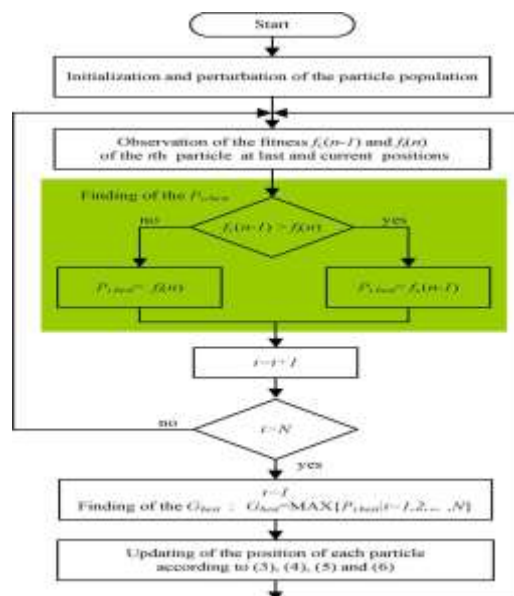 Start
Initialization and perturbation of the particle population
Observation of the fitness fᵢ(n-1) and fᵢ(n)
of the ith particle at last and current positions
Finding of the Pᵢ,best
no
fᵢ(n-1) > fᵢ(n)
yes
Pᵢ,best= fᵢ(n)
Pᵢ,best=fᵢ(n-1)
i=i+1
no
i=N
yes
i=1
Finding of the Gbest : Gbest=MAX{Pᵢ,best|i=1,2,... ,N}
Updating of the position of each particle
according to (3), (4), (5) and (6)